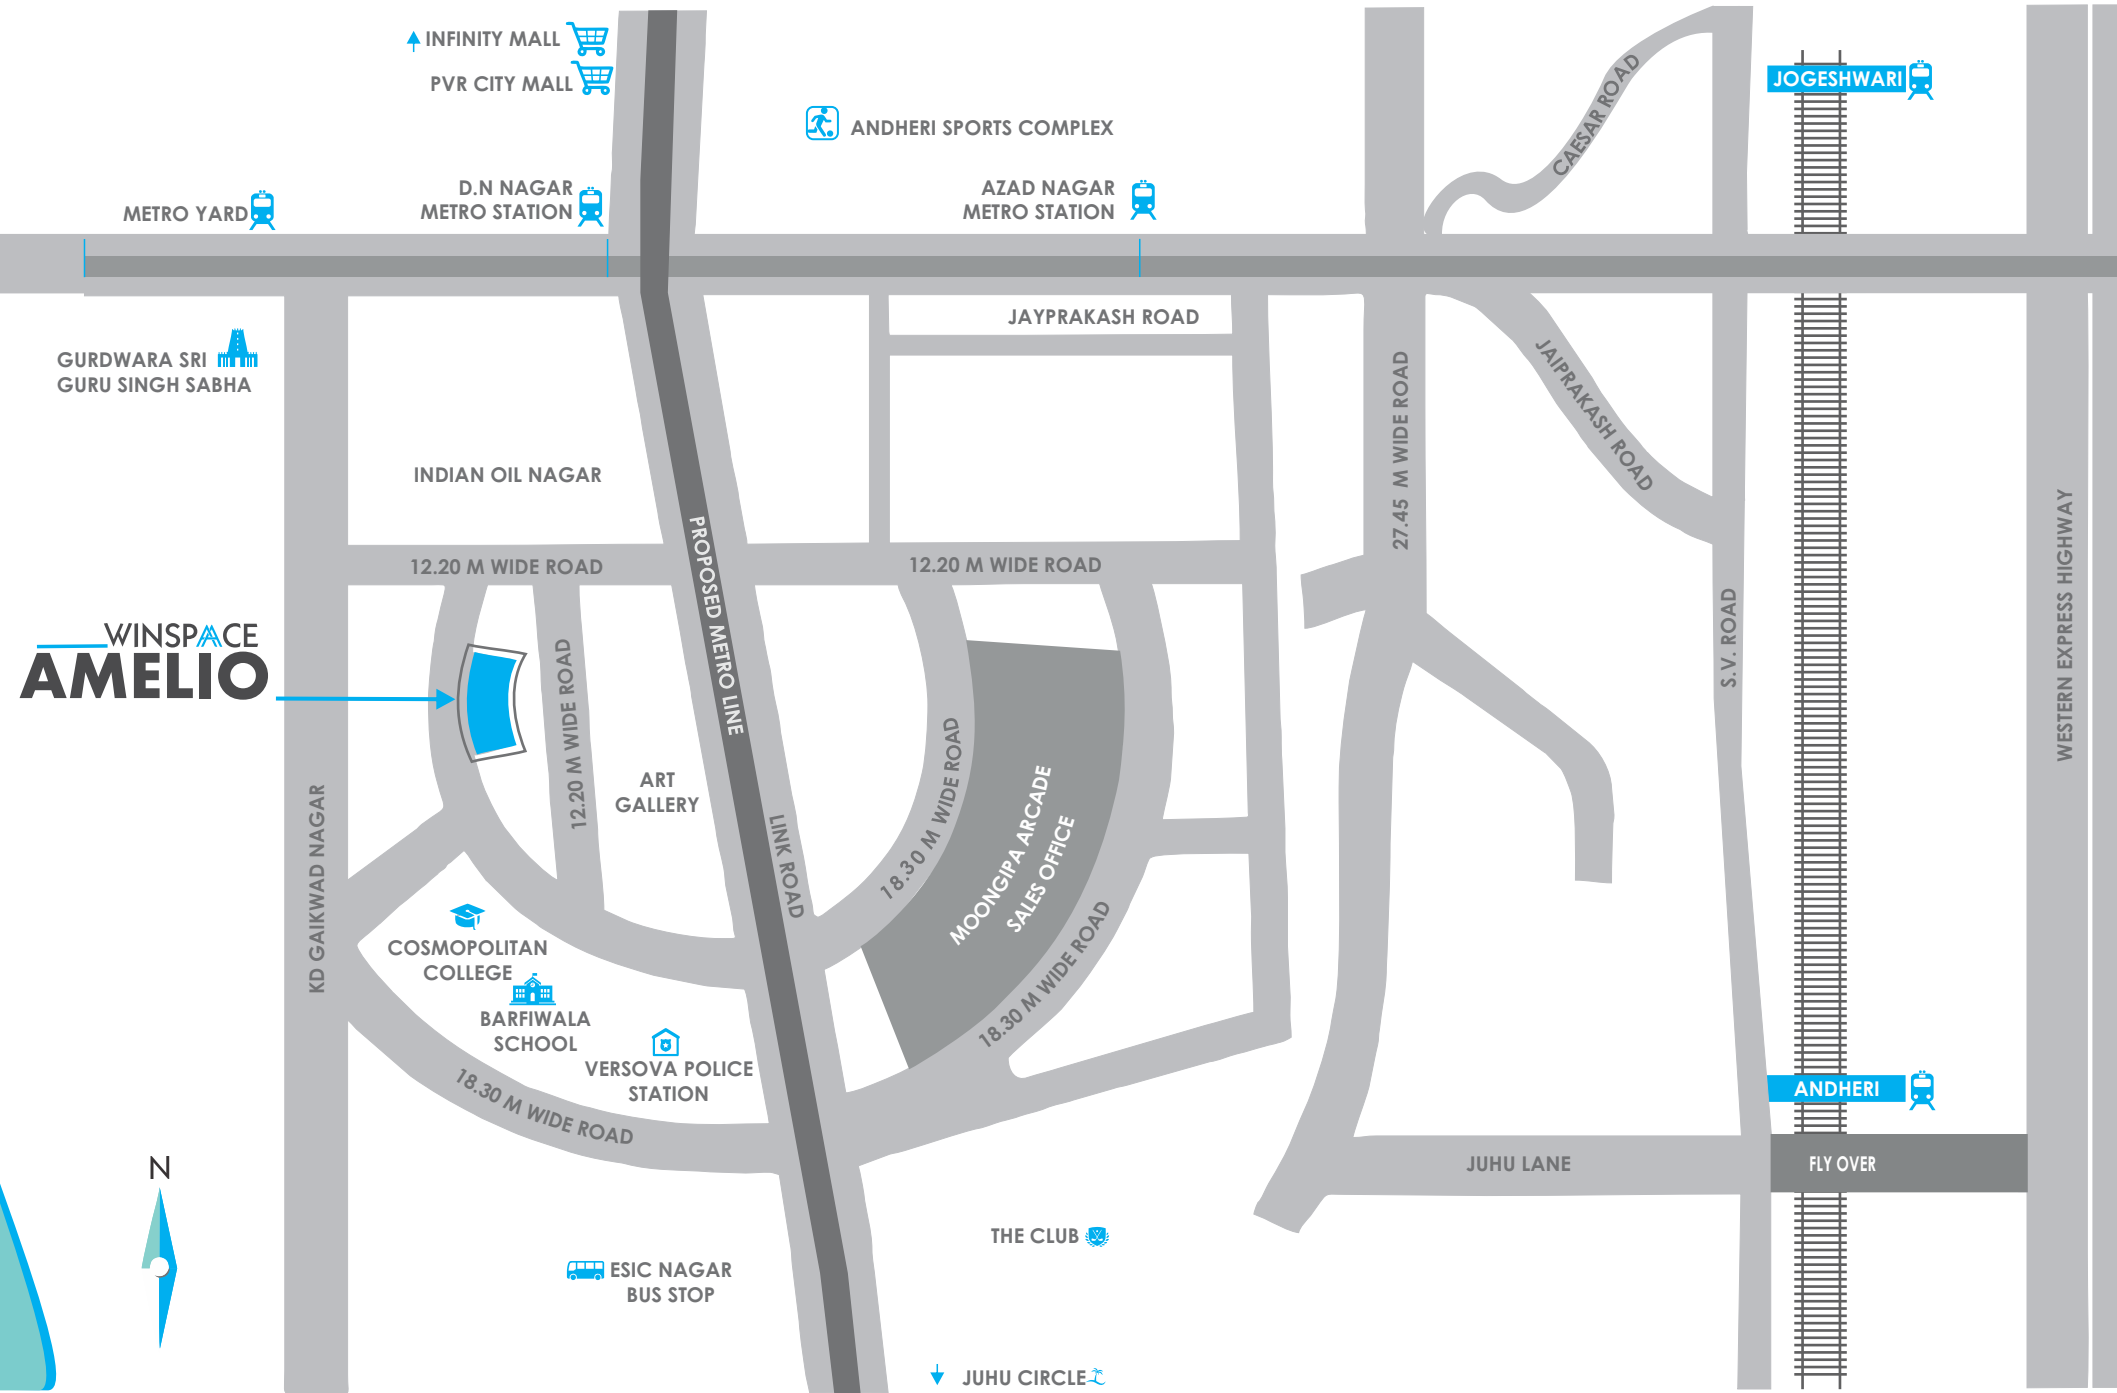 INFINITY MALL
PVR CITY MALL
ANDHERI SPORTS COMPLEX
CAESAR ROAD
JOGESHWARI
METRO YARD
D.N NAGAR
METRO STATION
AZAD NAGAR
METRO STATION
GURDWARA SRI
GURU SINGH SABHA
JAYPRAKASH ROAD
JAIPRAKASH ROAD
27.45 M WIDE ROAD
INDIAN OIL NAGAR
12.20 M WIDE ROAD
12.20 M WIDE ROAD
PROPOSED METRO LINE
WESTERN EXPRESS HIGHWAY
S.V. ROAD
WINSPACE
AMELIO
12.20 M WIDE ROAD
ART
GALLERY
LINK ROAD
18.30 M WIDE ROAD
MOONGIPA ARCADE
SALES OFFICE
18.30 M WIDE ROAD
KD GAIKWAD NAGAR
COSMOPOLITAN
COLLEGE
BARFIWALA
SCHOOL
VERSOVA POLICE
STATION
18.30 M WIDE ROAD
ANDHERI
JUHU LANE
FLY OVER
N
THE CLUB
ESIC NAGAR
BUS STOP
JUHU CIRCLE